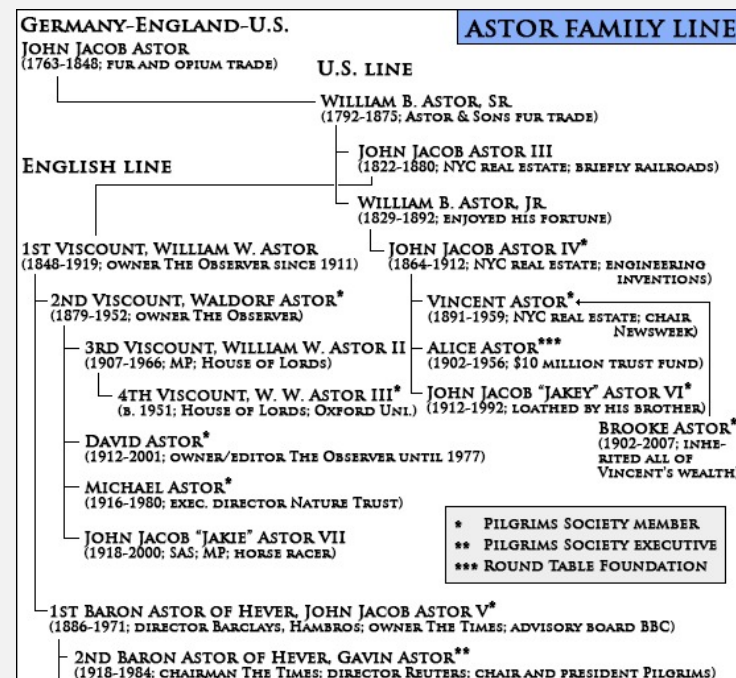 GERMANY-ENGLAND-U.S.
ASTOR FAMILY LINE
JOHN JACOB ASTOR
(1763-1848; FUR AND OPIUM TRADE)
U.S. LINE
WILLIAM B. ASTOR, SR.
(1792-1875; ASTOR & SONS FUR TRADE)
JOHN JACOB ASTOR III
(1822-1880; NYC REAL ESTATE; BRIEFLY RAILROADS)
ENGLISH LINE
WILLIAM B. ASTOR, JR.
(1829-1892; ENJOYED HIS FORTUNE)
1ST VISCOUNT, WILLIAM W. ASTOR
(1848-1919; OWNER THE OBSERVER SINCE 1911)
JOHN JACOB ASTOR IV*
(1864-1912; NYC REAL ESTATE; ENGINEERING
INVENTIONS)
2ND VISCOUNT, WALDORF ASTOR*
(1879-1952; OWNER THE OBSERVER)
VINCENT ASTOR*
(1891-1959; NYC REAL ESTATE; CHAIR
NEWSWEEK)
3RD VISCOUNT, WILLIAM W. ASTOR II
(1907-1966; MP; HOUSE OF LORDS)
ALICE ASTOR***
(1902-1956; $10 MILLION TRUST FUND)
4TH VISCOUNT, W. W. ASTOR III*
(B. 1951; HOUSE OF LORDS; OXFORD UNI.)
JOHN JACOB "JAKEY" ASTOR VI*
(1912-1992; LOATHED BY HIS BROTHER)
BROOKE ASTOR*
(1902-2007; INHE-
RITED ALL OF
VINCENT'S WEALTH)
DAVID ASTOR*
(1912-2001; OWNER/EDITOR THE OBSERVER UNTIL 1977)
MICHAEL ASTOR*
(1916-1980; EXEC. DIRECTOR NATURE TRUST)
JOHN JACOB "JAKIE" ASTOR VII
(1918-2000; SAS; MP; HORSE RACER)
* PILGRIMS SOCIETY MEMBER
** PILGRIMS SOCIETY EXECUTIVE
*** ROUND TABLE FOUNDATION
1ST BARON ASTOR OF HEVER, JOHN JACOB ASTOR V*
(1886-1971; DIRECTOR BARCLAYS, HAMBROS; OWNER THE TIMES; ADVISORY BOARD BBC)
2ND BARON ASTOR OF HEVER, GAVIN ASTOR**
(1918-1984; CHAIRMAN THE TIMES; DIRECTOR REUTERS; CHAIR AND PRESIDENT PILGRIMS)